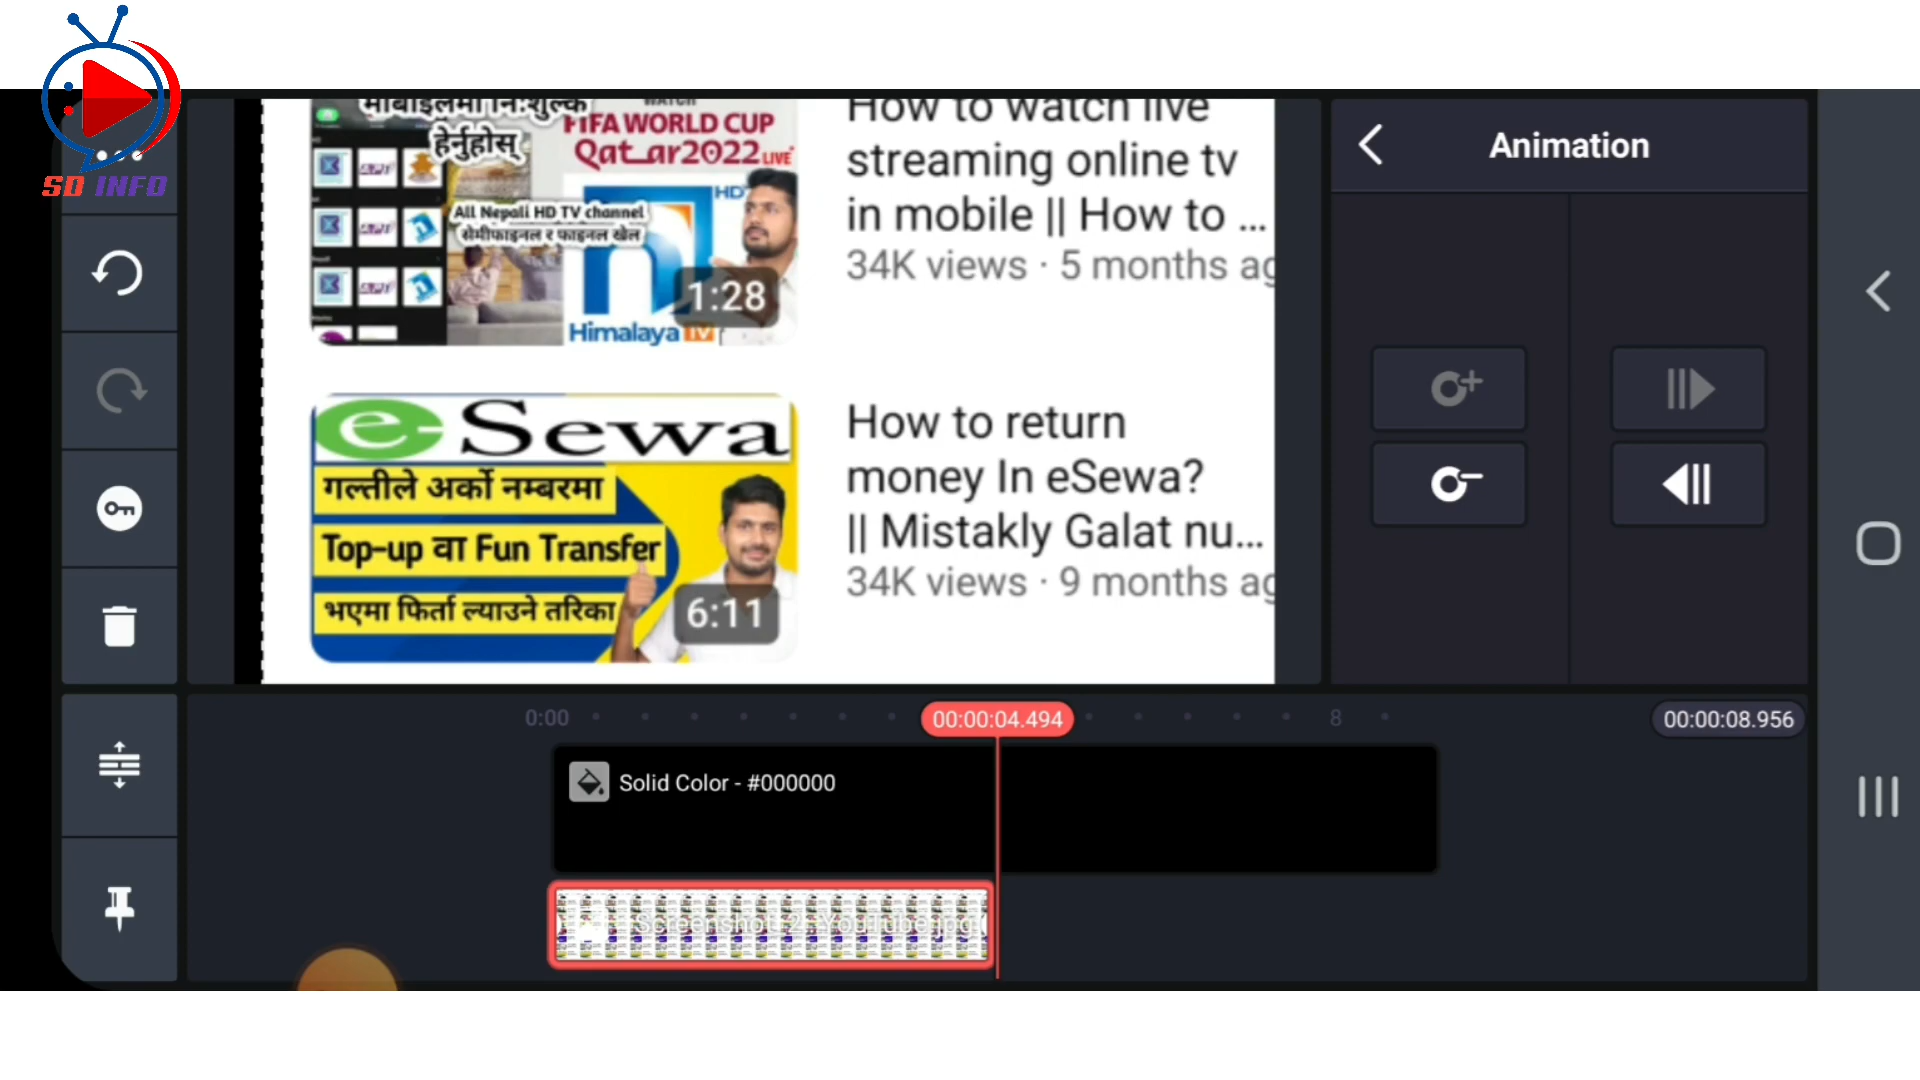 SD INFO
मोबाइलमा निःशुल्क
हेर्नुहोस्
WATCH
FIFA WORLD CUP
Qatar2022 LIVE
HD
All Nepali HD TV channel
सेमीफाइनल र फाइनल खेल
1:28
Himalaya TV
How to watch live
streaming online tv
in mobile || How to ...
34K views · 5 months ag
e-Sewa
गल्तीले अर्को नम्बरमा
Top-up वा Fun Transfer
भएमा फिर्ता ल्याउने तरिका
6:11
How to return
money In eSewa?
|| Mistakly Galat nu...
34K views · 9 months ag
Animation
0:00
00:00:04.494
8
00:00:08.956
Solid Color - #000000